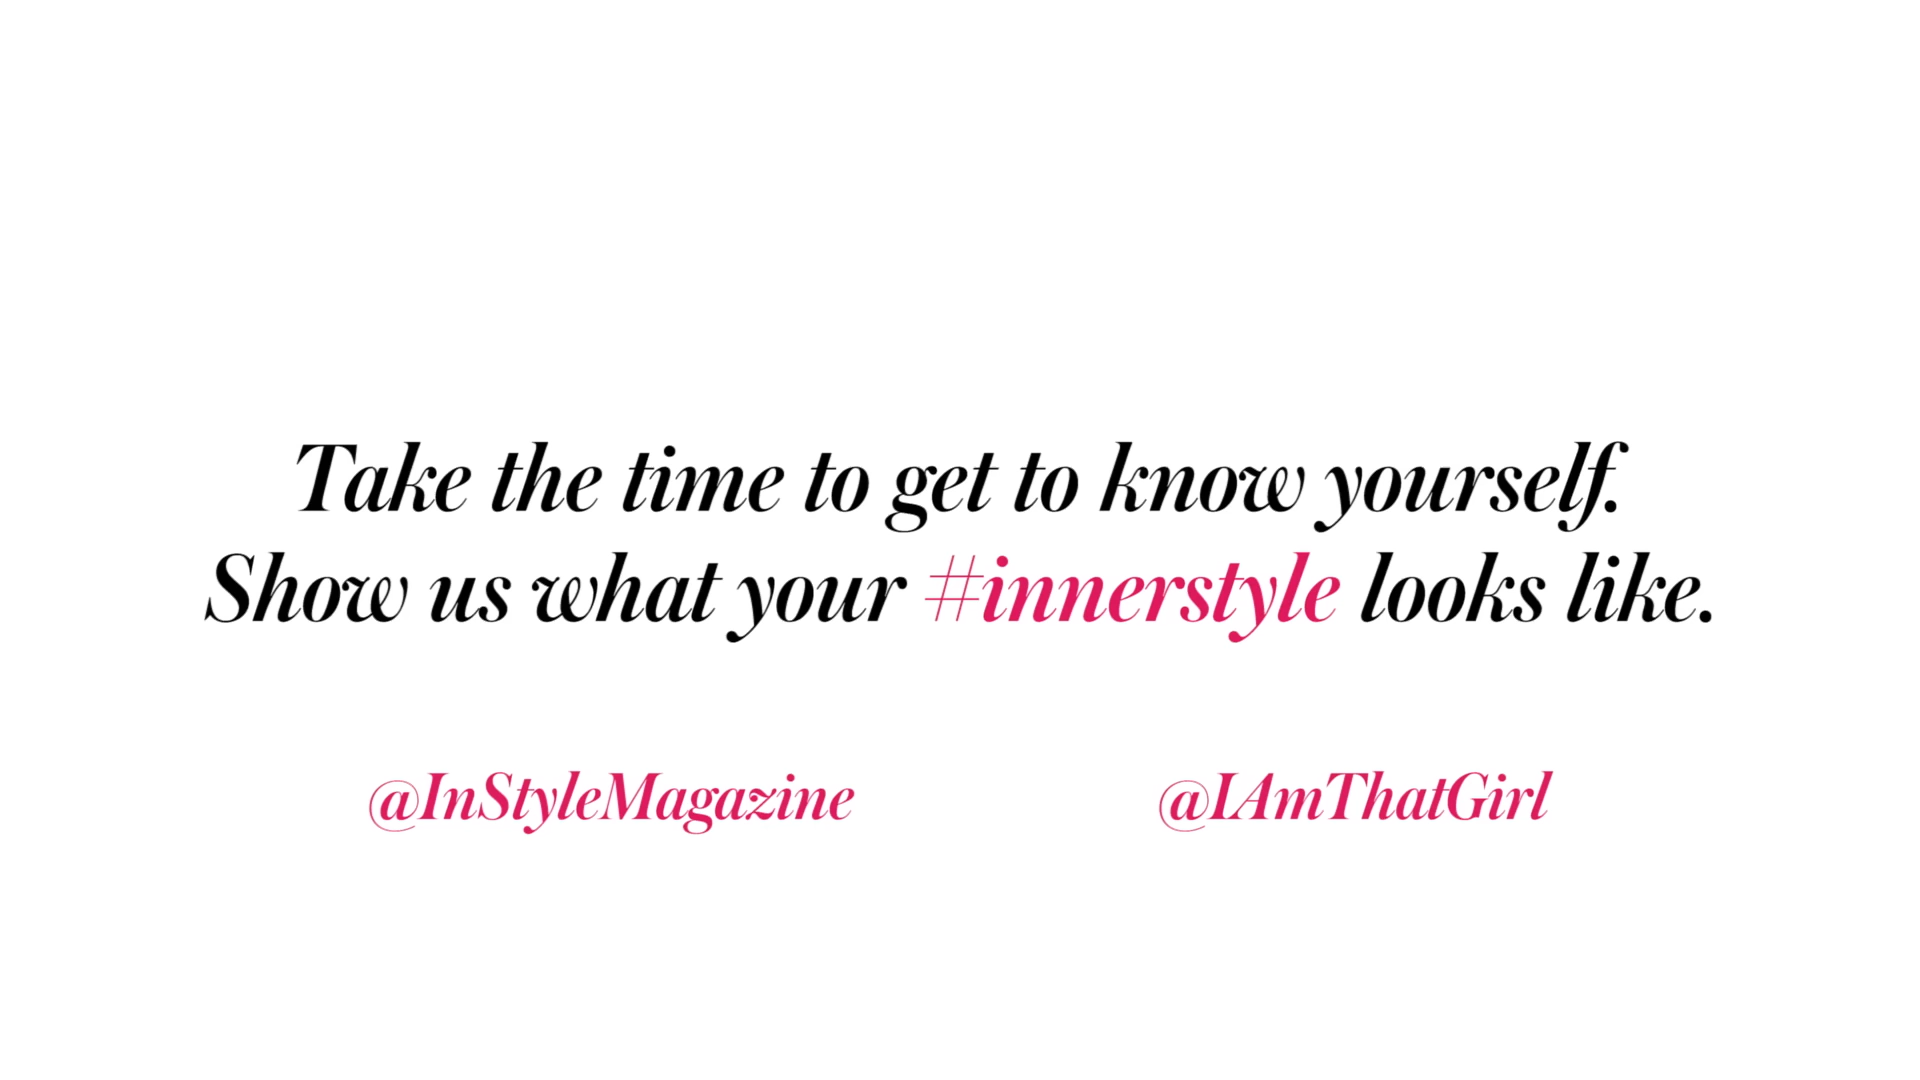 Take the time to get to know yourself.
Show us what your #innerstyle looks like.
@InStyleMagazine
@IAmThatGirl